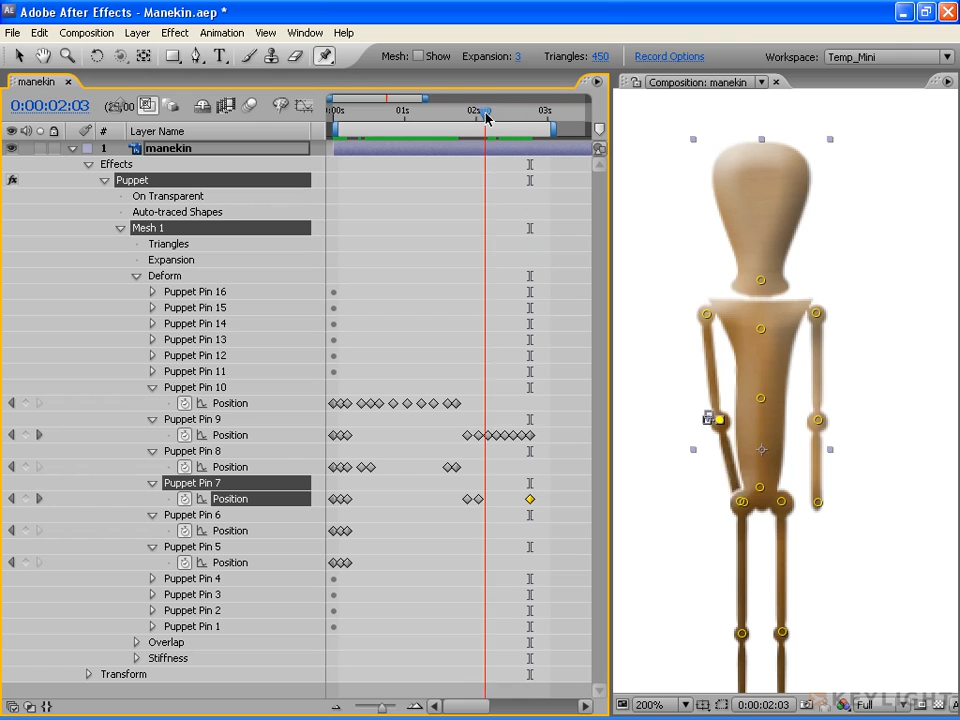 Adobe After Effects - Manekin.aep *
File Edit Composition Layer Effect Animation View Window Help
Mesh: Show Expansion: 3 Triangles: 450 Record Options Workspace: Temp_Mini
manekin × Composition: manekin ×
0:00:02:03 (25,00) :00s 01s 02s 03s
# Layer Name
1 manekin
Effects
fx Puppet
On Transparent
Auto-traced Shapes
Mesh 1
Triangles
Expansion
Deform
Puppet Pin 16
Puppet Pin 15
Puppet Pin 14
Puppet Pin 13
Puppet Pin 12
Puppet Pin 11
Puppet Pin 10
Position
Puppet Pin 9
Position
Puppet Pin 8
Position
Puppet Pin 7
Position
Puppet Pin 6
Position
Puppet Pin 5
Position
Puppet Pin 4
Puppet Pin 3
Puppet Pin 2
Puppet Pin 1
Overlap
Stiffness
Transform
200% 0:00:02:03 Full
KEYLIGHT